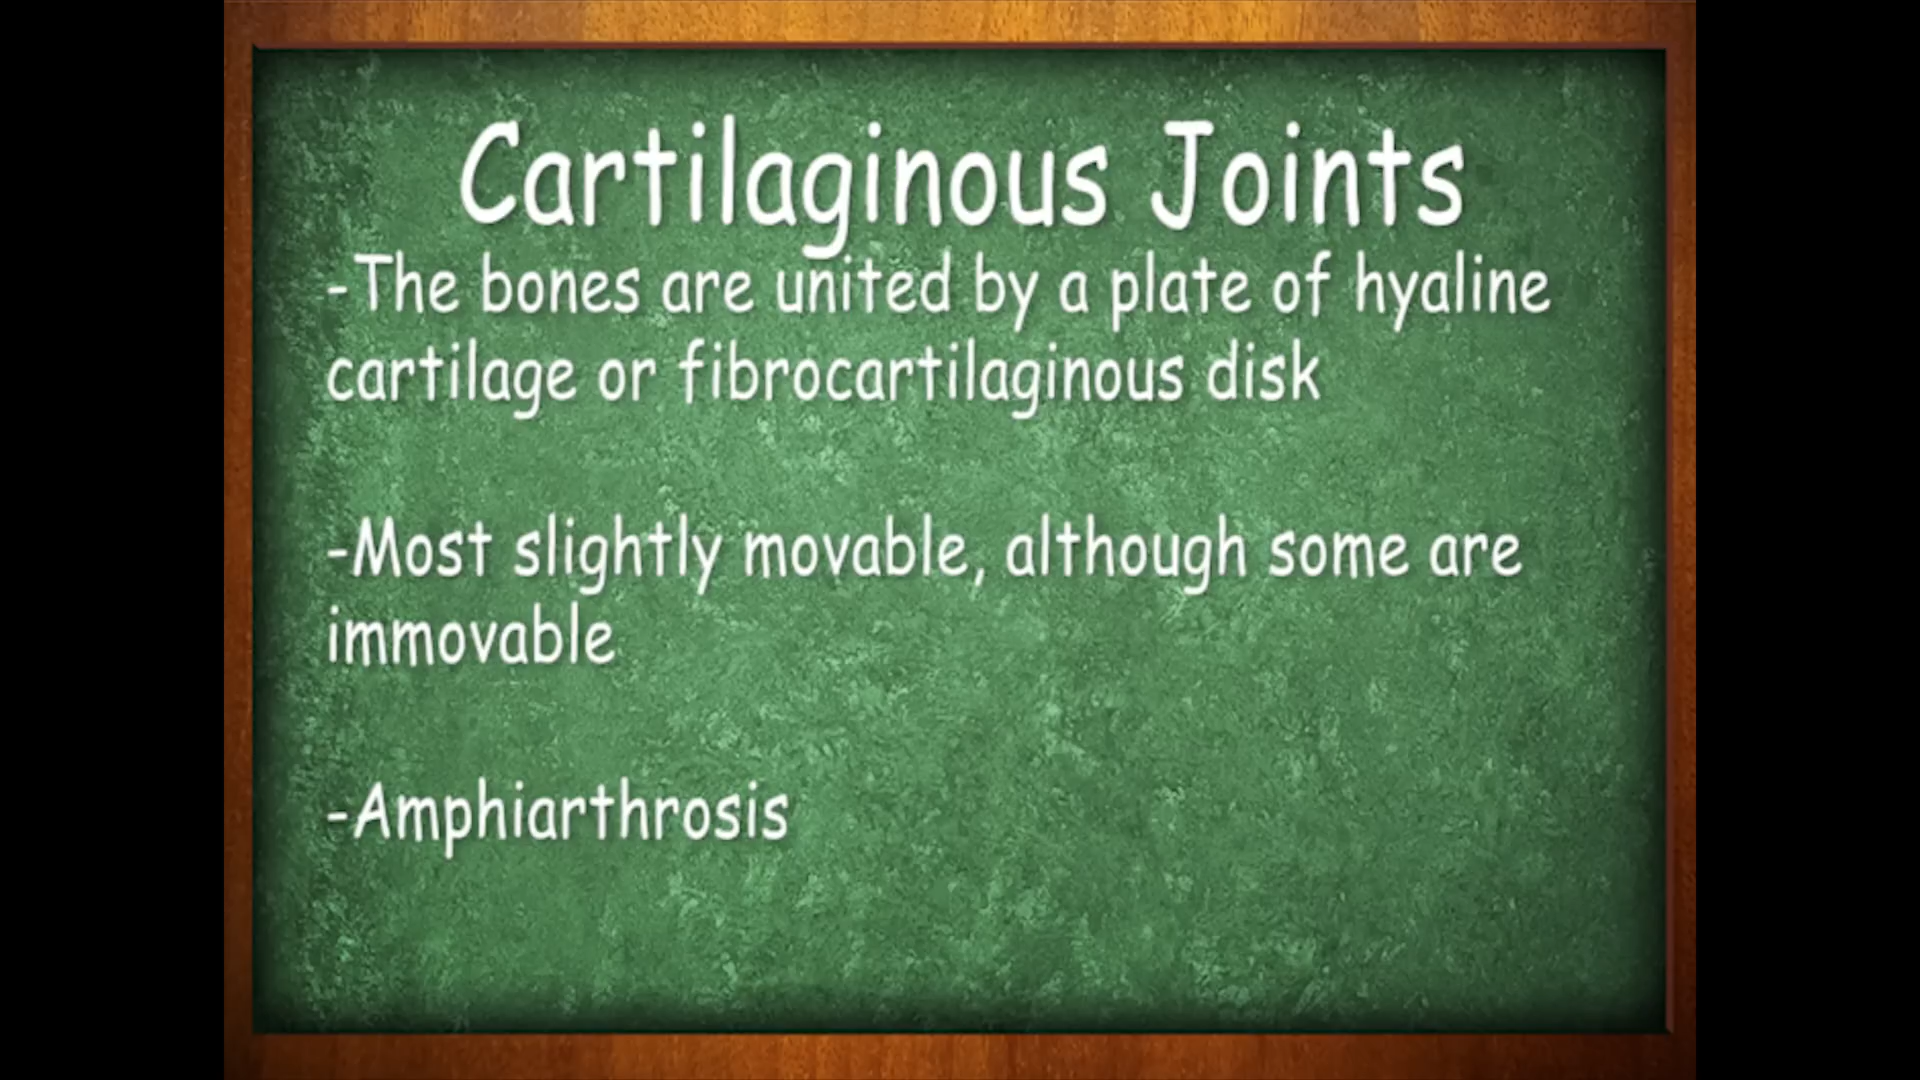 Cartilaginous Joints
-The bones are united by a plate of hyaline
cartilage or fibrocartilaginous disk
-Most slightly movable, although some are
immovable
-Amphiarthrosis